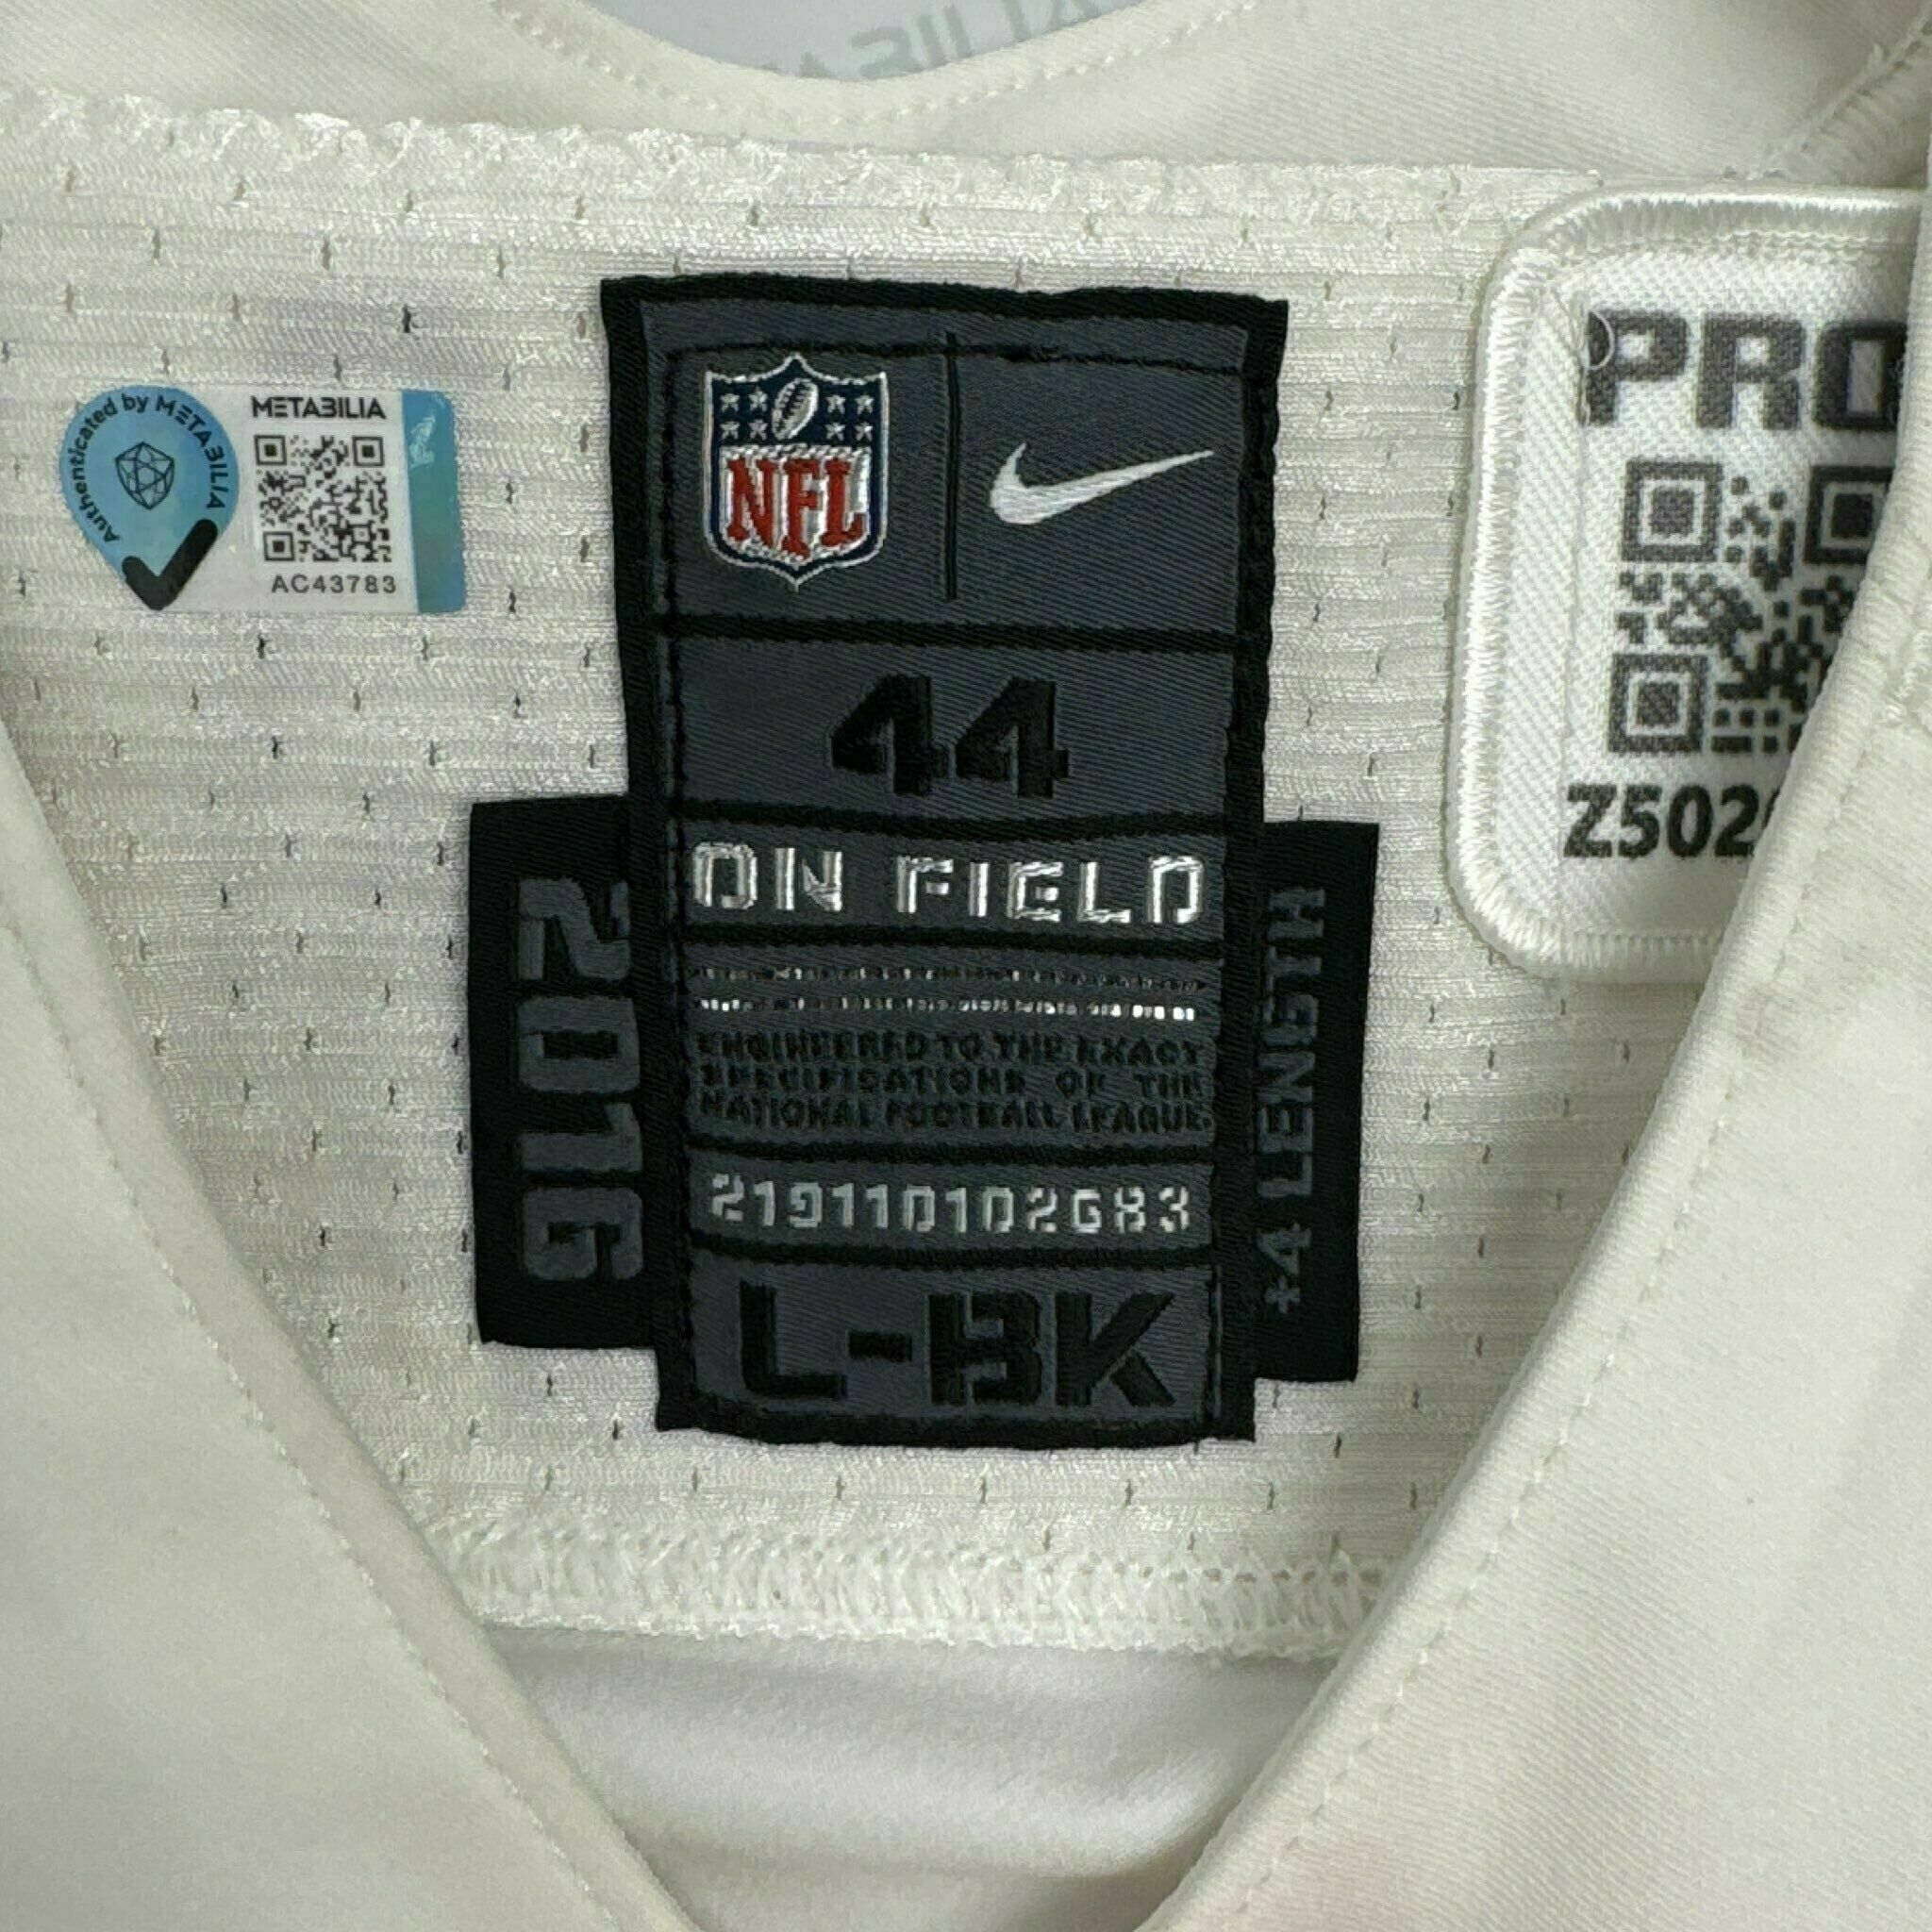 Authenticated by METABILIA
METABILIA
AC43783
NFL
44
ON FIELD
ENGINEERED TO THE EXACT
SPECIFICATIONS OF THE
NATIONAL FOOTBALL LEAGUE.
219110102683
L-BK
2016
+4 LENGTH
PRO
Z502